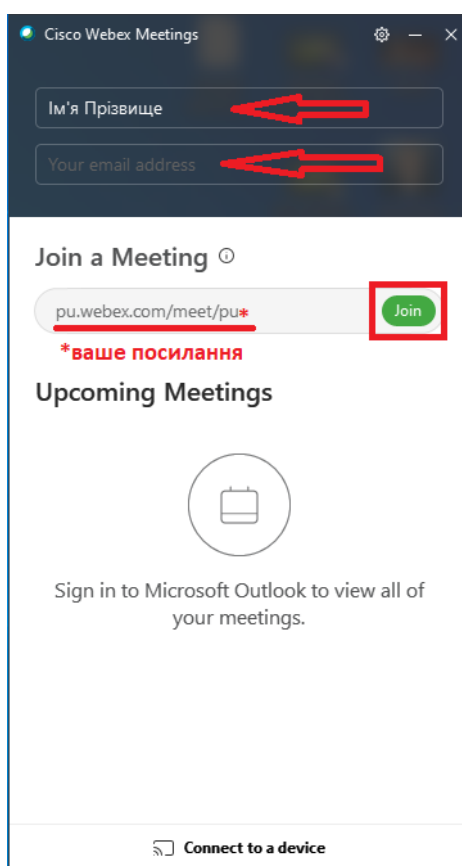 Cisco Webex Meetings
Ім'я Прізвище
Your email address
Join a Meeting
pu.webex.com/meet/pu*
Join
*ваше посилання
Upcoming Meetings
Sign in to Microsoft Outlook to view all of
your meetings.
Connect to a device